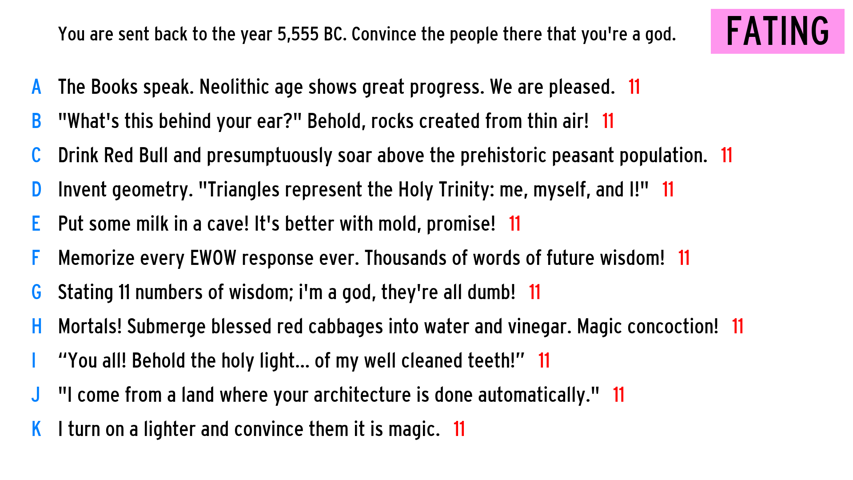 You are sent back to the year 5,555 BC. Convince the people there that you're a god. FATING
A The Books speak. Neolithic age shows great progress. We are pleased. 11
B "What's this behind your ear?" Behold, rocks created from thin air! 11
C Drink Red Bull and presumptuously soar above the prehistoric peasant population. 11
D Invent geometry. "Triangles represent the Holy Trinity: me, myself, and I!" 11
E Put some milk in a cave! It's better with mold, promise! 11
F Memorize every EWOW response ever. Thousands of words of future wisdom! 11
G Stating 11 numbers of wisdom; i'm a god, they're all dumb! 11
H Mortals! Submerge blessed red cabbages into water and vinegar. Magic concoction! 11
I “You all! Behold the holy light... of my well cleaned teeth!” 11
J "I come from a land where your architecture is done automatically." 11
K I turn on a lighter and convince them it is magic. 11